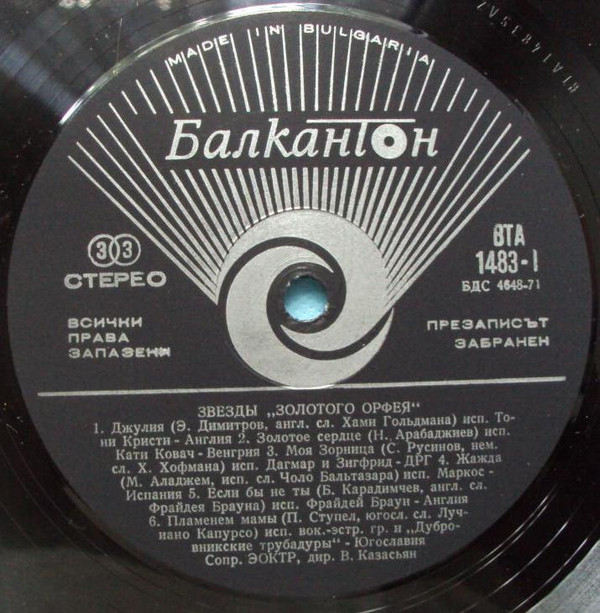 MADE IN BULGARIA
Балкантон
33
СТЕРЕО
ВТА
1483-I
БДС 4648-71
ВСИЧКИ
ПРАВА
ЗАПАЗЕНИ
ПРЕЗАПИСЪТ
ЗАБРАНЕН
ЗВЕЗДЫ „ЗОЛОТОГО ОРФЕЯ“
1. Джулия (Э. Димитров, англ. сл. Хами Гольдмана) исп. То-
ни Кристи - Англия 2. Золотое сердце (Н. Арабаджиев) исп.
Кати Ковач - Венгрия 3. Моя Зорница (С. Русинов, нем.
сл. Х. Хофмана) исп. Дагмар и Зигфрид - ДРГ 4. Жажда
(М. Аладжем, исп. сл. Чоло Бальтазара) исп. Маркос -
Испания 5. Если бы не ты (Б. Карадимчев, англ. сл.
Фрайдея Брауна) исп. Фрайдей Браун - Англия
6. Пламенем мамы (П. Ступел, югосл. сл. Луч-
иано Капурсо) исп. вок.-эстр. гр. и „Дубро-
вникские трубадуры“ - Югославия
Сопр. ЭОКТР, дир. В. Казасьян